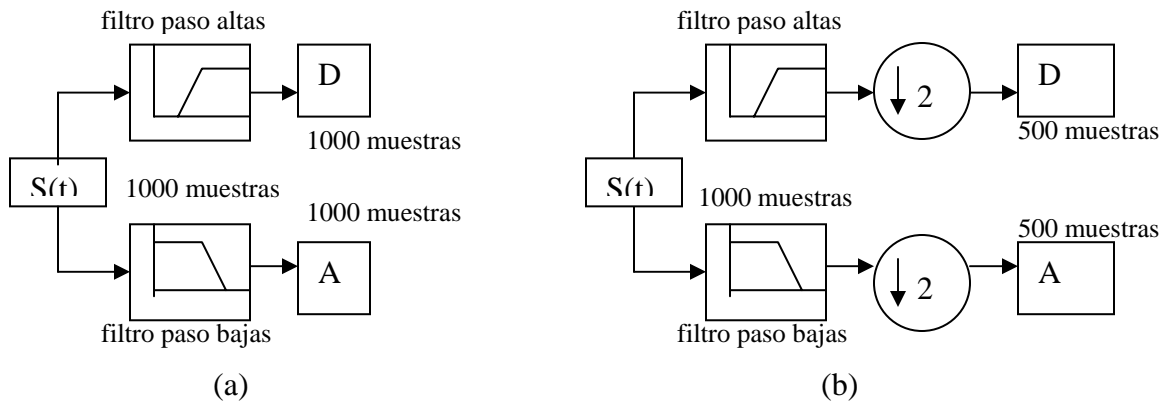 filtro paso altas
D
1000 muestras
S(t)
1000 muestras
1000 muestras
A
filtro paso bajas
(a)
filtro paso altas
2
D
500 muestras
S(t)
1000 muestras
500 muestras
2
A
filtro paso bajas
(b)